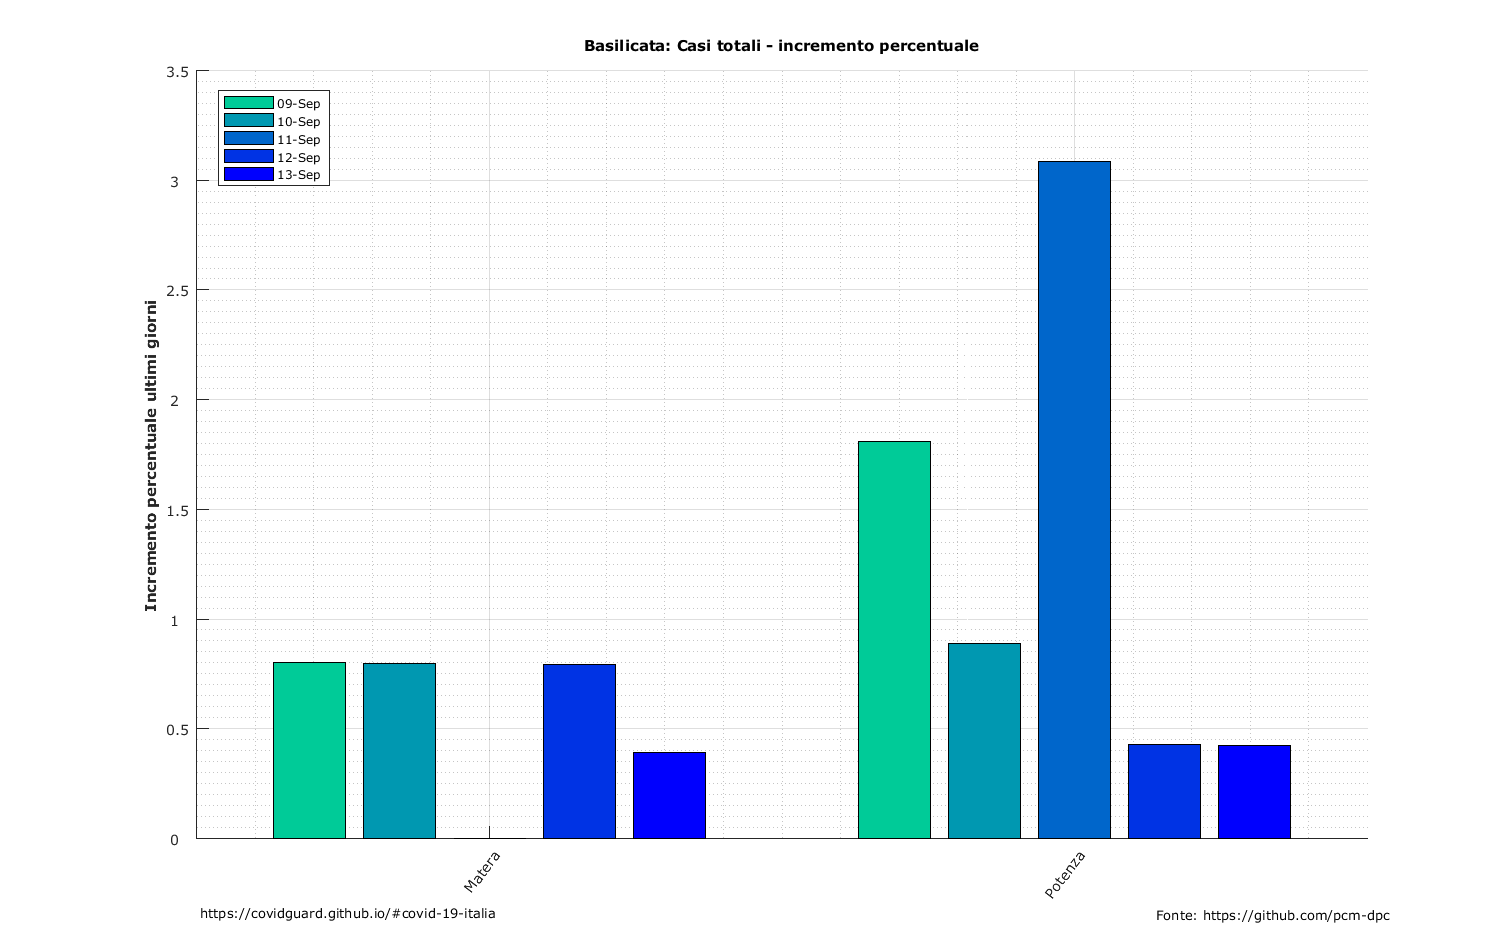 Basilicata: Casi totali - incremento percentuale
3.5
3
2.5
2
1.5
1
0.5
0
Incremento percentuale ultimi giorni
09-Sep
10-Sep
11-Sep
12-Sep
13-Sep
Matera
Potenza
https://covidguard.github.io/#covid-19-italia
Fonte: https://github.com/pcm-dpc